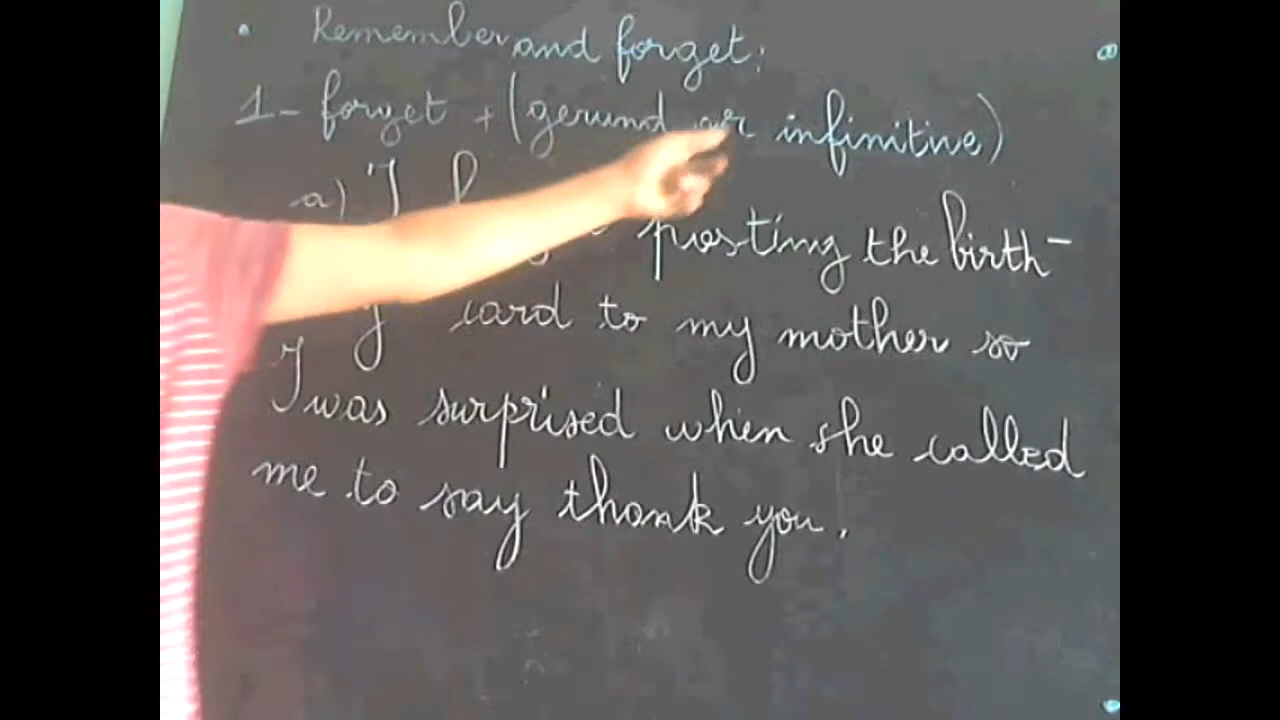 • Remember and forget:
1- forget + (gerund or infinitive)
a) I posting the birth-
card to my mother so
I was surprised when she called
me to say thank you.